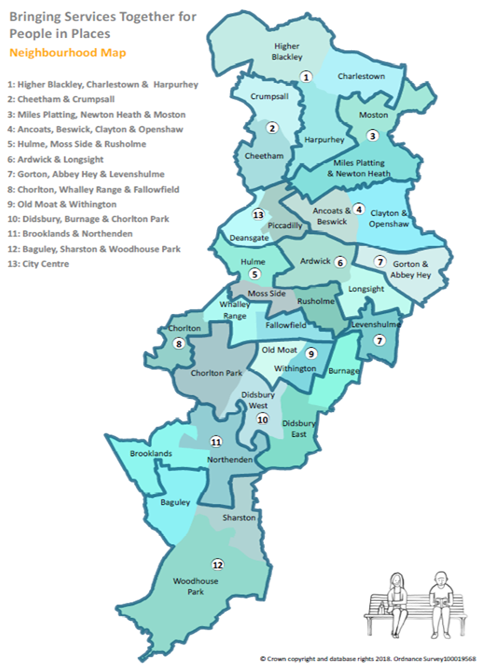 Bringing Services Together for
People in Places
Neighbourhood Map
1: Higher Blackley, Charlestown & Harpurhey
2: Cheetham & Crumpsall
3: Miles Platting, Newton Heath & Moston
4: Ancoats, Beswick, Clayton & Openshaw
5: Hulme, Moss Side & Rusholme
6: Ardwick & Longsight
7: Gorton, Abbey Hey & Levenshulme
8: Chorlton, Whalley Range & Fallowfield
9: Old Moat & Withington
10: Didsbury, Burnage & Chorlton Park
11: Brooklands & Northenden
12: Baguley, Sharston & Woodhouse Park
13: City Centre
Higher
Blackley
1
Charlestown
Crumpsall
2
Cheetham
Harpurhey
Moston
3
Miles Platting
& Newton Heath
13
Piccadilly
Deansgate
Ancoats &
Beswick
4
Clayton &
Openshaw
Hulme
5
Ardwick
6
7
Gorton &
Abbey Hey
Longsight
Moss Side
Rusholme
Whalley
Range
Fallowfield
Levenshulme
7
Chorlton
8
Old Moat
9
Withington
Burnage
Chorlton Park
Didsbury
West
10
Didsbury
East
11
Northenden
Brooklands
Baguley
Sharston
12
Woodhouse
Park
© Crown copyright and database rights 2018. Ordnance Survey100019568